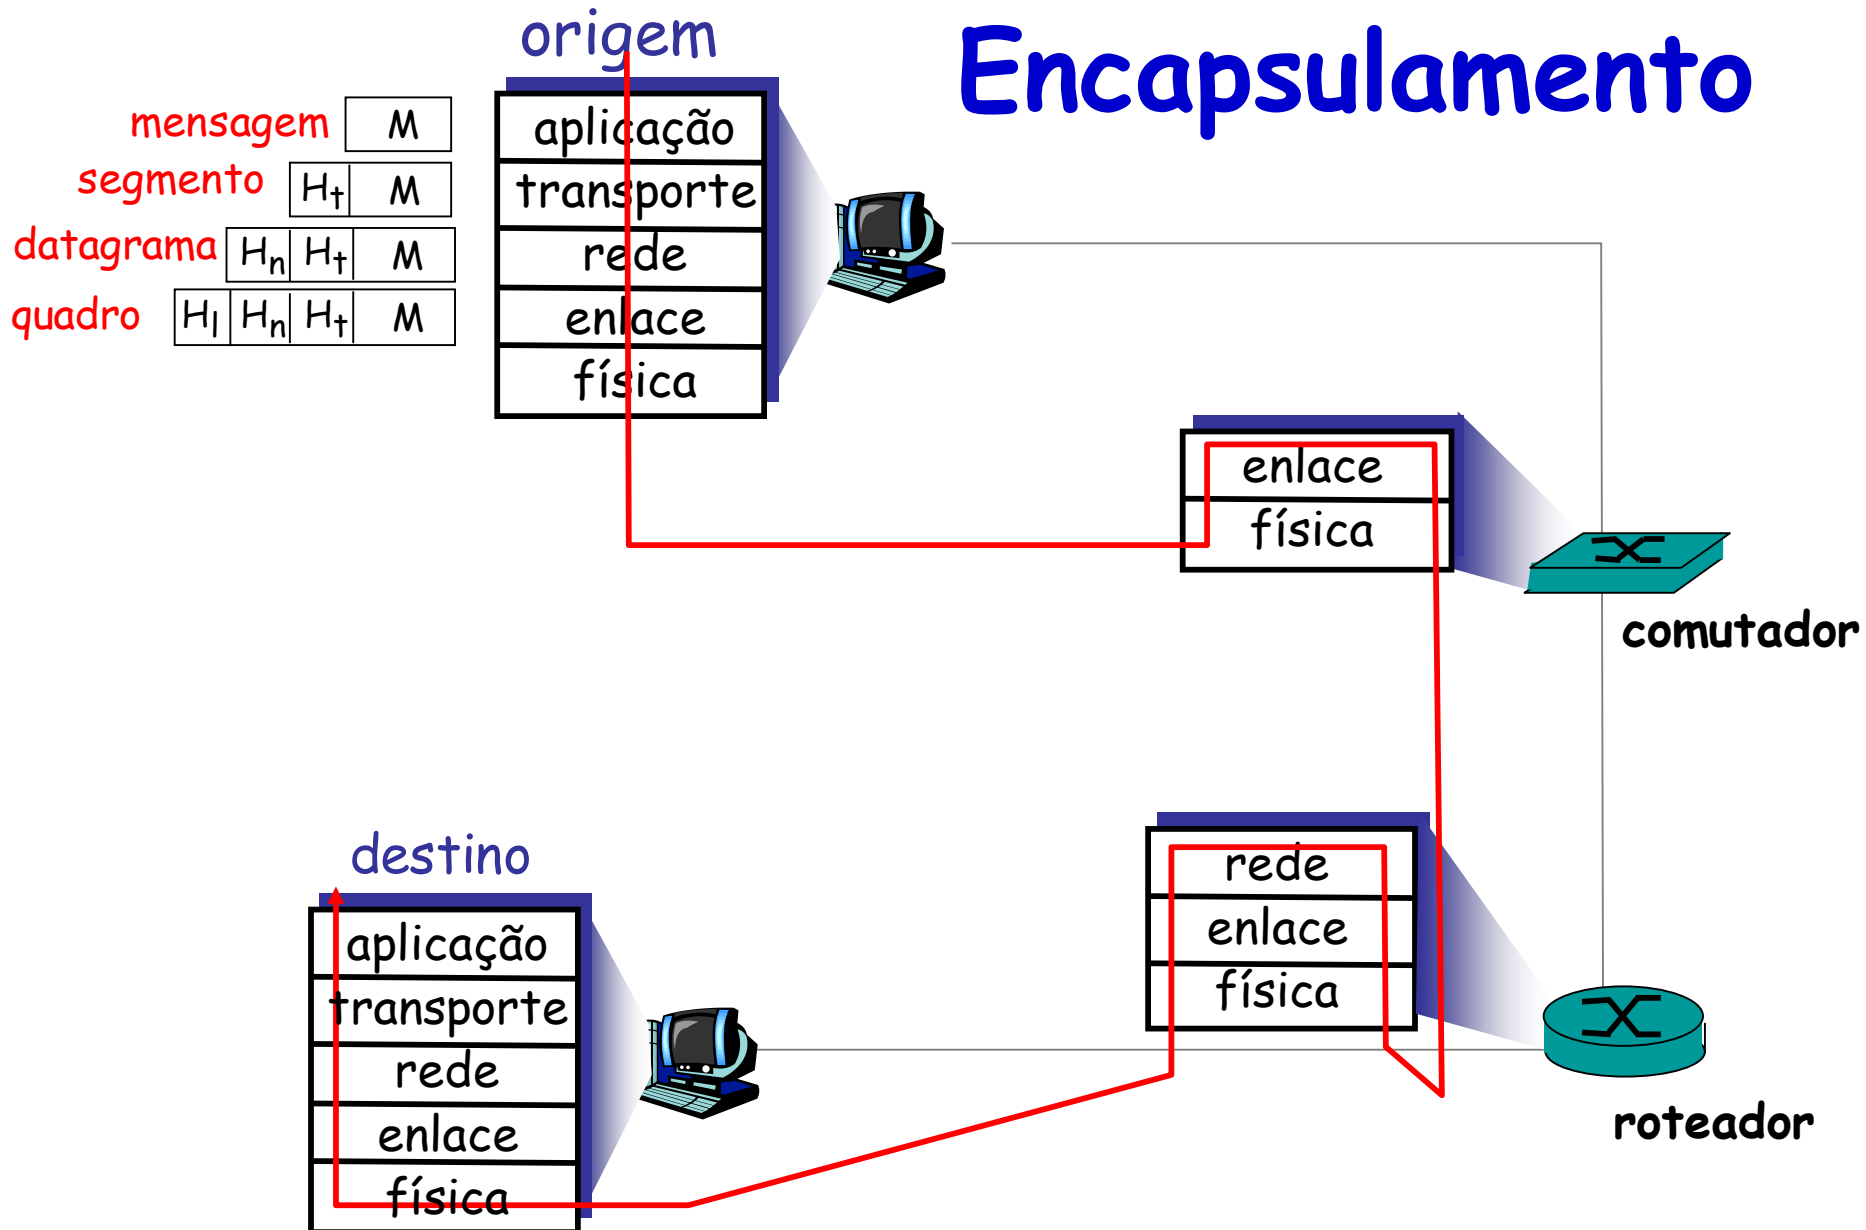 origem
Encapsulamento
mensagem M
segmento Ht M
datagrama Hn Ht M
quadro Hl Hn Ht M
aplicação
transporte
rede
enlace
física
enlace
física
comutador
rede
enlace
física
roteador
destino
aplicação
transporte
rede
enlace
física